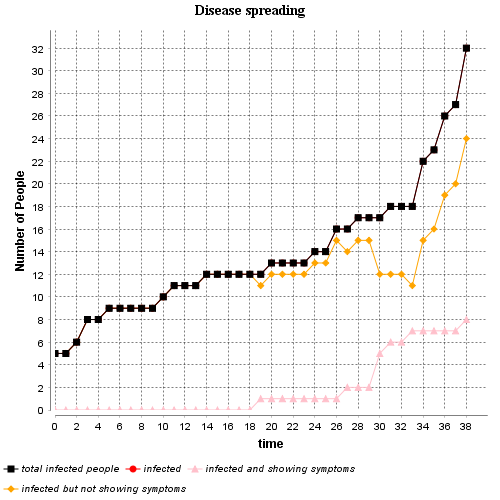 Disease spreading
32
30
28
26
24
22
20
18
16
14
12
10
8
6
4
2
0
Number of People
0 2 4 6 8 10 12 14 16 18 20 22 24 26 28 30 32 34 36 38
time
total infected people infected infected and showing symptoms
infected but not showing symptoms